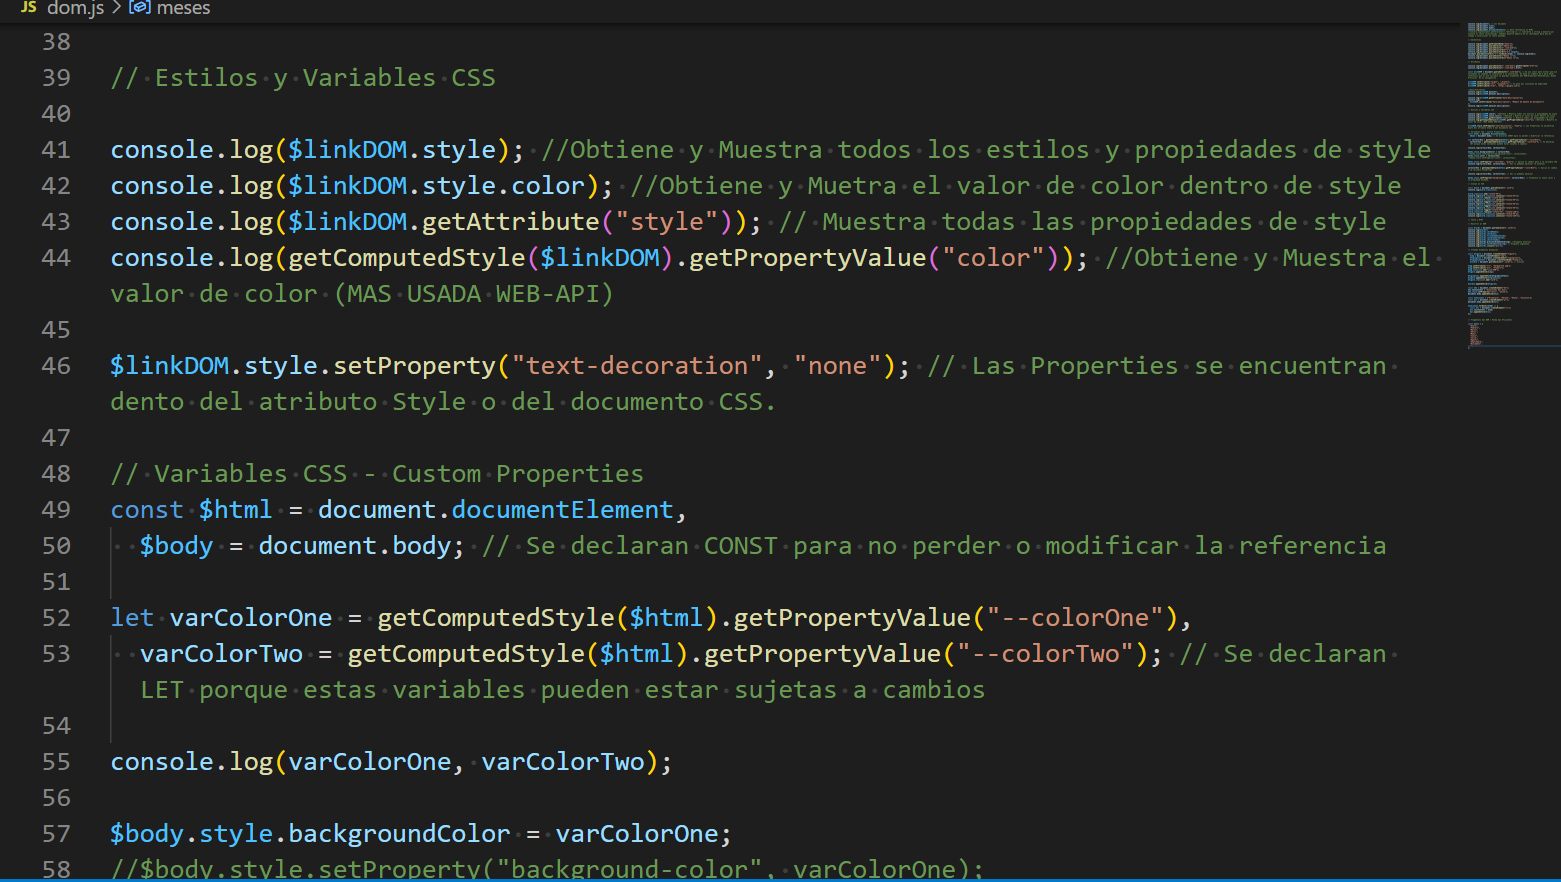 JS dom.js > meses
38
39 // Estilos y Variables CSS
40
41 console.log($linkDOM.style); //Obtiene y Muestra todos los estilos y propiedades de style
42 console.log($linkDOM.style.color); //Obtiene y Muetra el valor de color dentro de style
43 console.log($linkDOM.getAttribute("style")); // Muestra todas las propiedades de style
44 console.log(getComputedStyle($linkDOM).getPropertyValue("color")); //Obtiene y Muestra el
valor de color (MAS USADA WEB-API)
45
46 $linkDOM.style.setProperty("text-decoration", "none"); // Las Properties se encuentran
dento del atributo Style o del documento CSS.
47
48 // Variables CSS - Custom Properties
49 const $html = document.documentElement,
50 $body = document.body; // Se declaran CONST para no perder o modificar la referencia
51
52 let varColorOne = getComputedStyle($html).getPropertyValue("--colorOne"),
53 varColorTwo = getComputedStyle($html).getPropertyValue("--colorTwo"); // Se declaran
LET porque estas variables pueden estar sujetas a cambios
54
55 console.log(varColorOne, varColorTwo);
56
57 $body.style.backgroundColor = varColorOne;
58 //$body.style.setProperty("background-color", varColorOne);